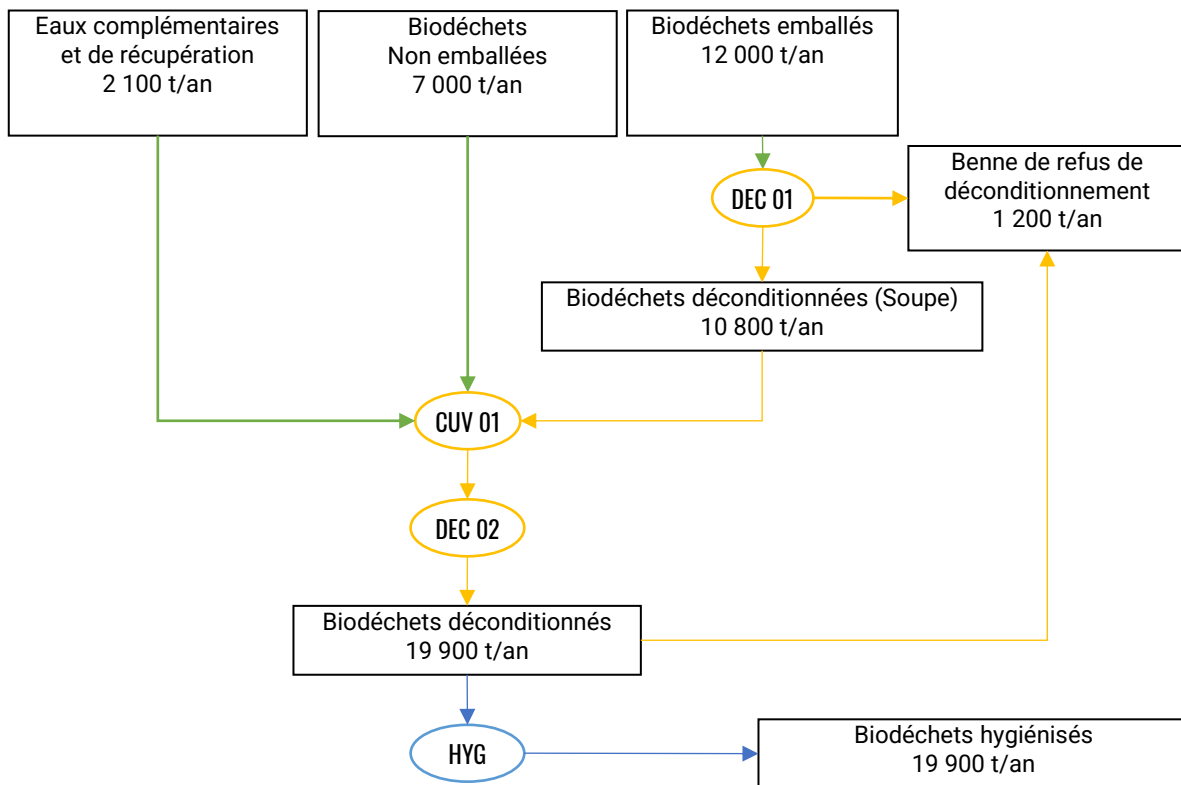 Eaux complémentaires
et de récupération
2 100 t/an
Biodéchets
Non emballées
7 000 t/an
Biodéchets emballés
12 000 t/an
DEC 01
Benne de refus de
déconditionnement
1 200 t/an
Biodéchets déconditionnées (Soupe)
10 800 t/an
CUV 01
DEC 02
Biodéchets déconditionnés
19 900 t/an
HYG
Biodéchets hygiénisés
19 900 t/an